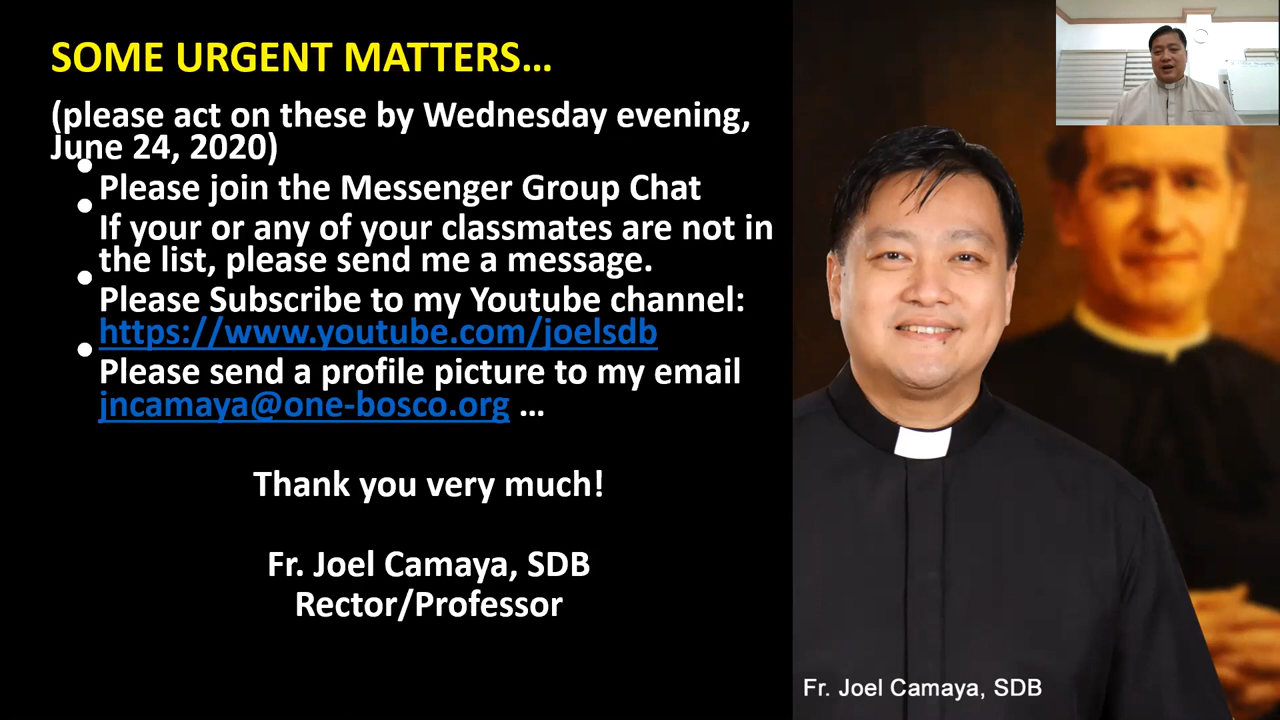 SOME URGENT MATTERS…
(please act on these by Wednesday evening,
June 24, 2020)
• Please join the Messenger Group Chat
• If your or any of your classmates are not in
the list, please send me a message.
• Please Subscribe to my Youtube channel:
https://www.youtube.com/joelsdb
• Please send a profile picture to my email
jncamaya@one-bosco.org …
Thank you very much!
Fr. Joel Camaya, SDB
Rector/Professor
Fr. Joel Camaya, SDB